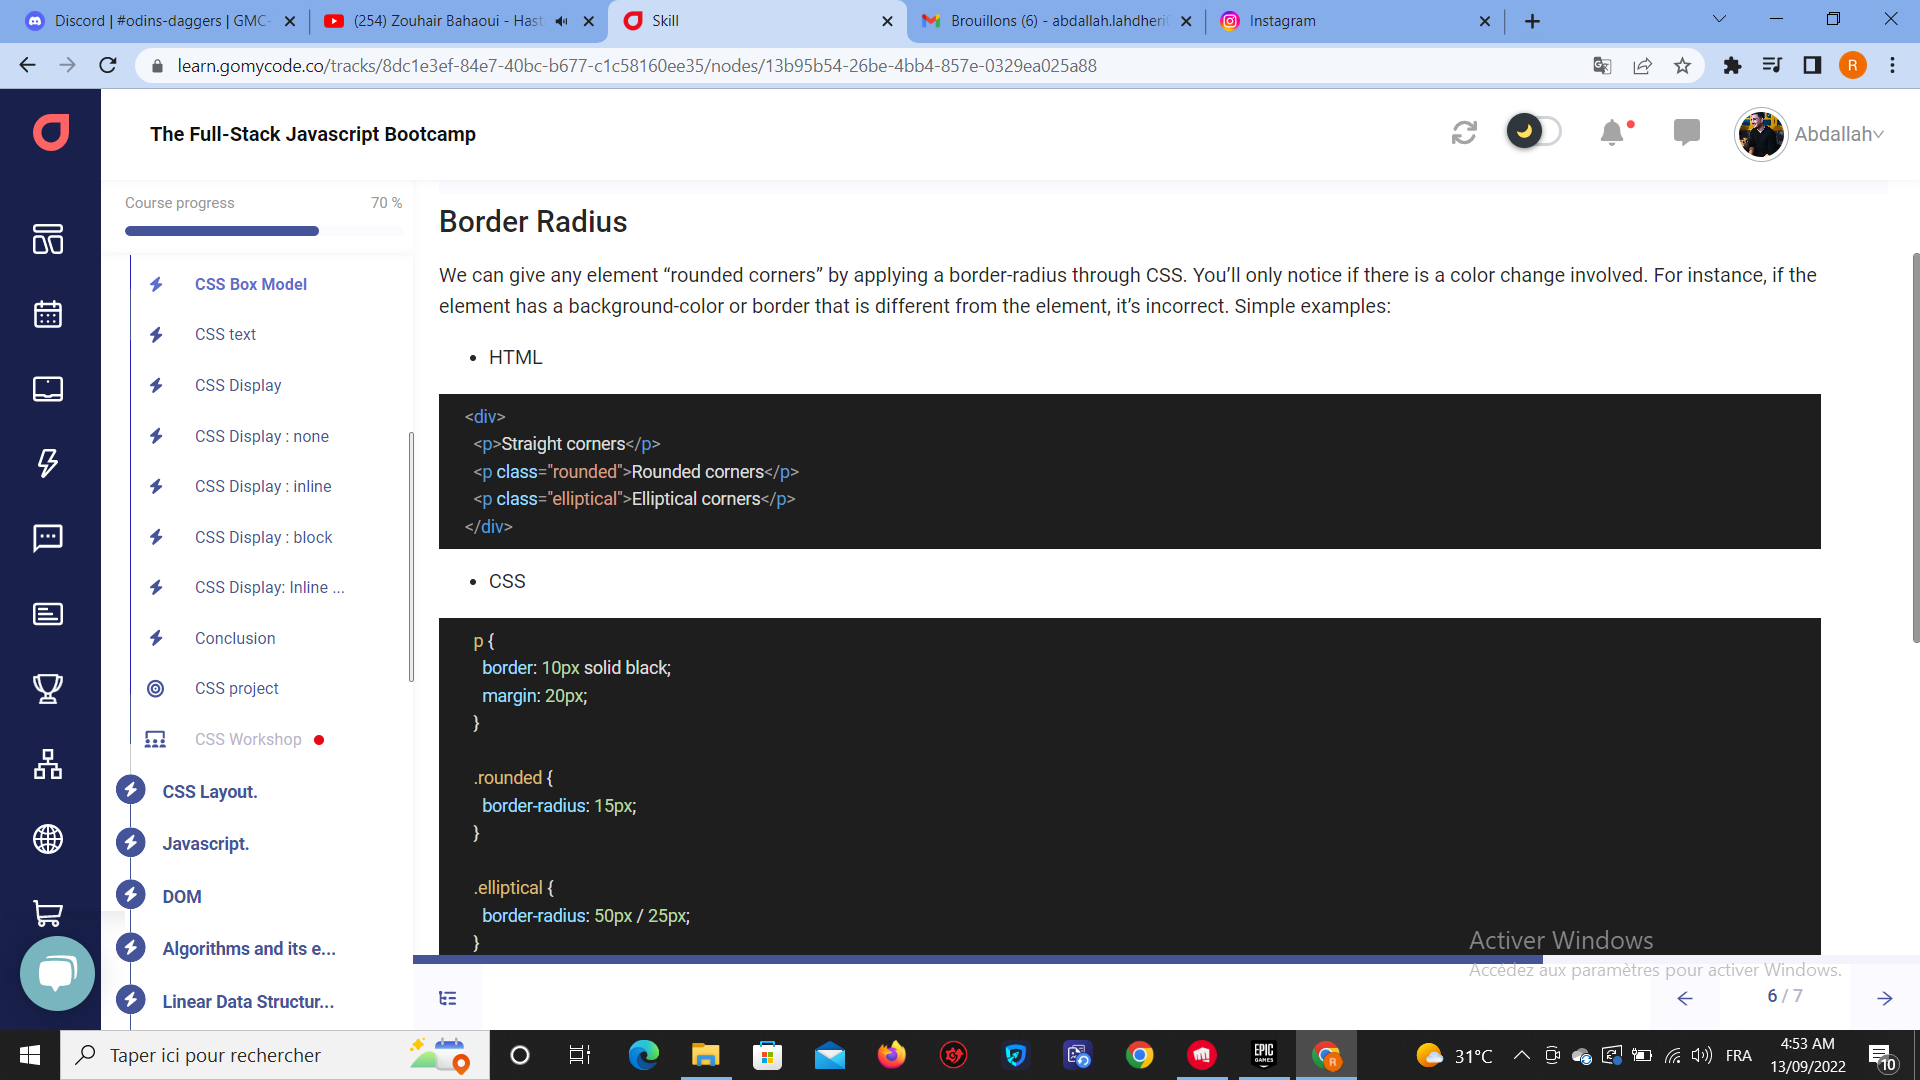 Discord | #odins-daggers | GMC-
(254) Zouhair Bahaoui - Hast
Skill
Brouillons (6) - abdallah.lahdheri
Instagram
learn.gomycode.co/tracks/8dc1e3ef-84e7-40bc-b677-c1c58160ee35/nodes/13b95b54-26be-4bb4-857e-0329ea025a88
R
The Full-Stack Javascript Bootcamp
Abdallah
Course progress
70 %
CSS Box Model
CSS text
CSS Display
CSS Display : none
CSS Display : inline
CSS Display : block
CSS Display: Inline ...
Conclusion
CSS project
CSS Workshop
CSS Layout.
Javascript.
DOM
Algorithms and its e...
Linear Data Structur...
Border Radius
We can give any element “rounded corners” by applying a border-radius through CSS. You’ll only notice if there is a color change involved. For instance, if the
element has a background-color or border that is different from the element, it’s incorrect. Simple examples:
• HTML
<div>
<p>Straight corners</p>
<p class="rounded">Rounded corners</p>
<p class="elliptical">Elliptical corners</p>
</div>
• CSS
p {
border: 10px solid black;
margin: 20px;
}
.rounded {
border-radius: 15px;
}
.elliptical {
border-radius: 50px / 25px;
}
Activer Windows
Accédez aux paramètres pour activer Windows.
6 / 7
Taper ici pour rechercher
EPIC
GAMES
R
31°C
FRA
4:53 AM
13/09/2022
10